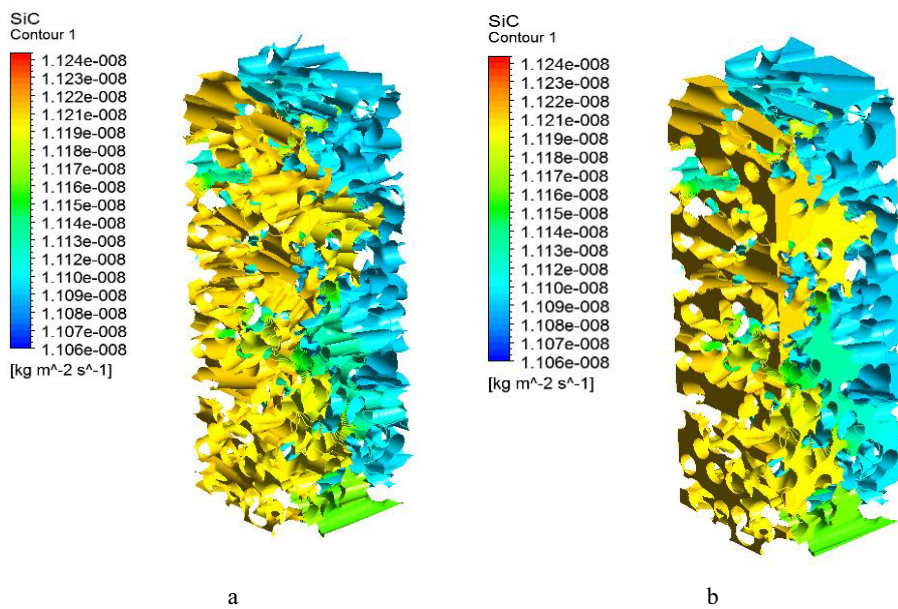 SiC
Contour 1
1.124e-008
1.123e-008
1.122e-008
1.121e-008
1.119e-008
1.118e-008
1.117e-008
1.116e-008
1.115e-008
1.114e-008
1.113e-008
1.112e-008
1.110e-008
1.109e-008
1.108e-008
1.107e-008
1.106e-008
[kg m^-2 s^-1]
a
SiC
Contour 1
1.124e-008
1.123e-008
1.122e-008
1.121e-008
1.119e-008
1.118e-008
1.117e-008
1.116e-008
1.115e-008
1.114e-008
1.113e-008
1.112e-008
1.110e-008
1.109e-008
1.108e-008
1.107e-008
1.106e-008
[kg m^-2 s^-1]
b